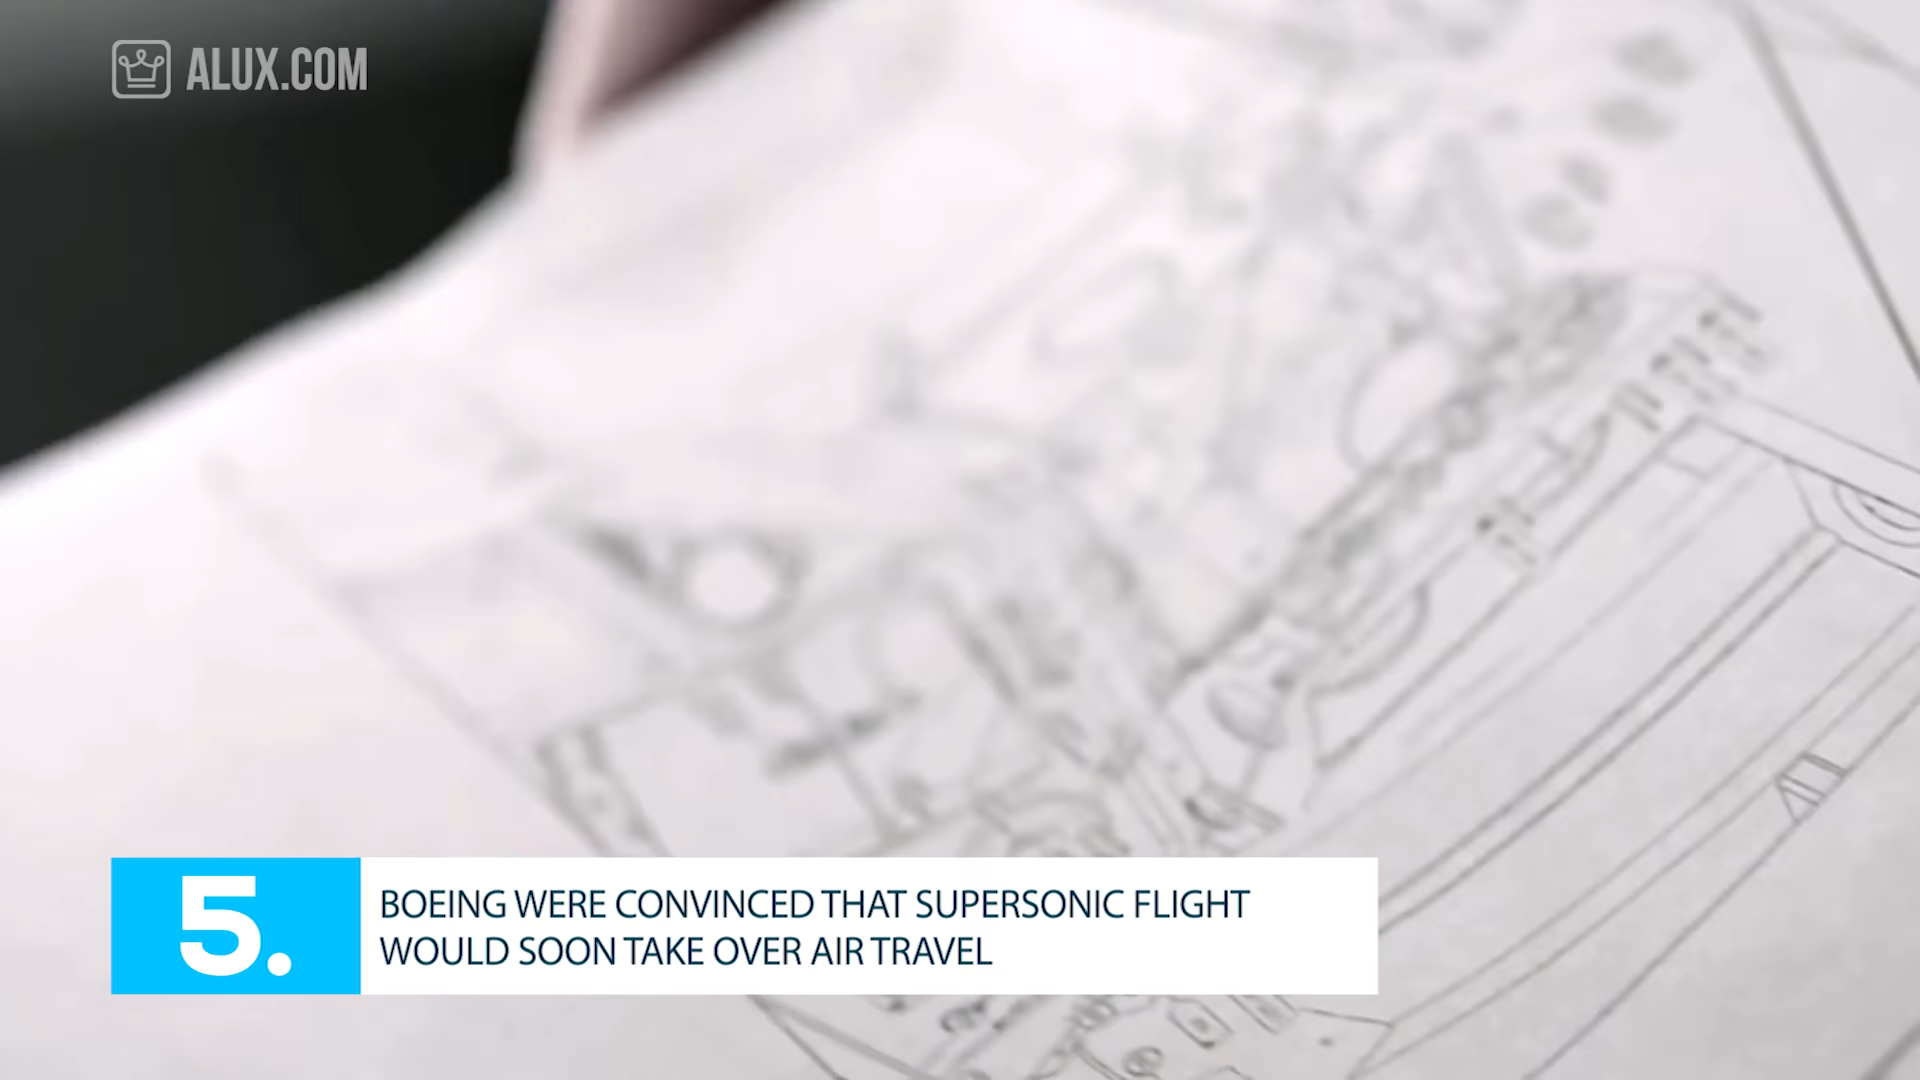 ALUX.COM
5.
BOEING WERE CONVINCED THAT SUPERSONIC FLIGHT
WOULD SOON TAKE OVER AIR TRAVEL